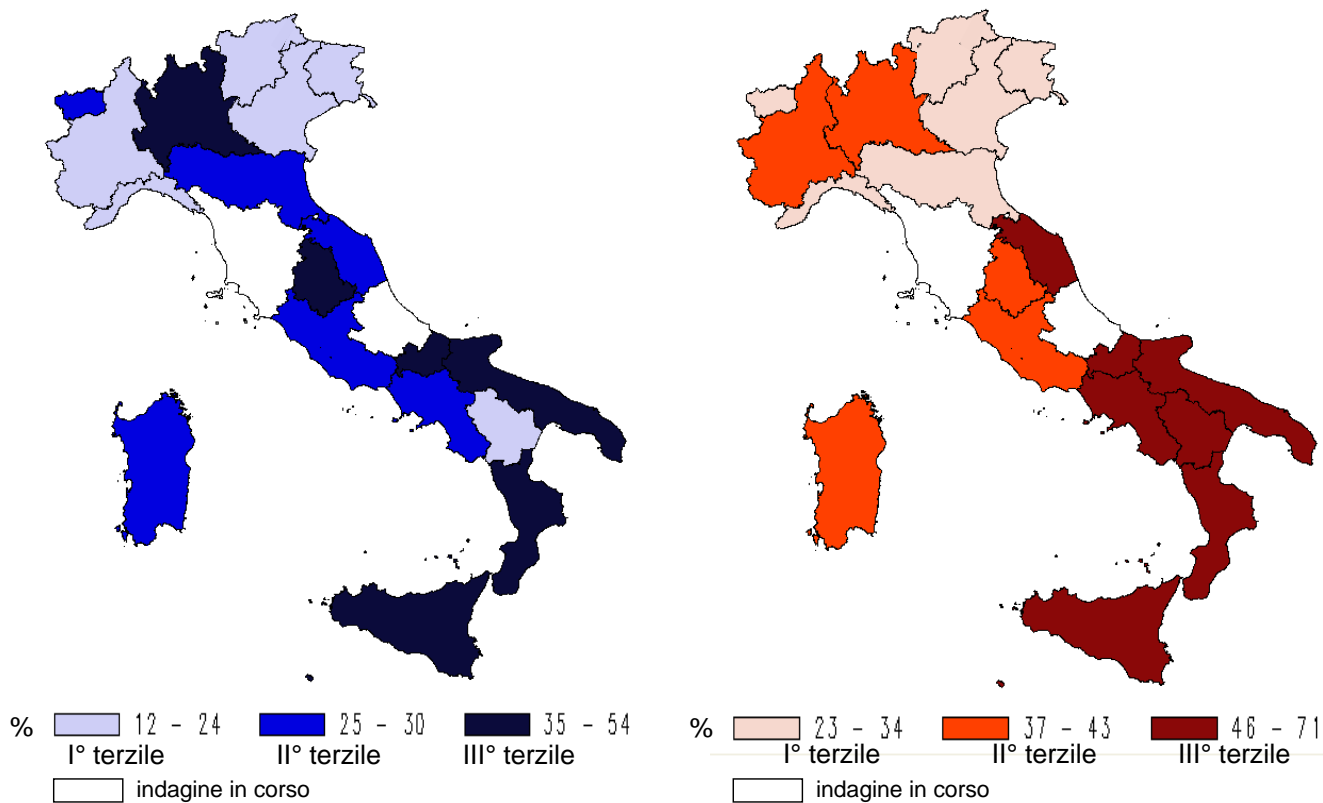 % 12 - 24 25 - 30 35 - 54
I° terzile II° terzile III° terzile
indagine in corso
% 23 - 34 37 - 43 46 - 71
I° terzile II° terzile III° terzile
indagine in corso